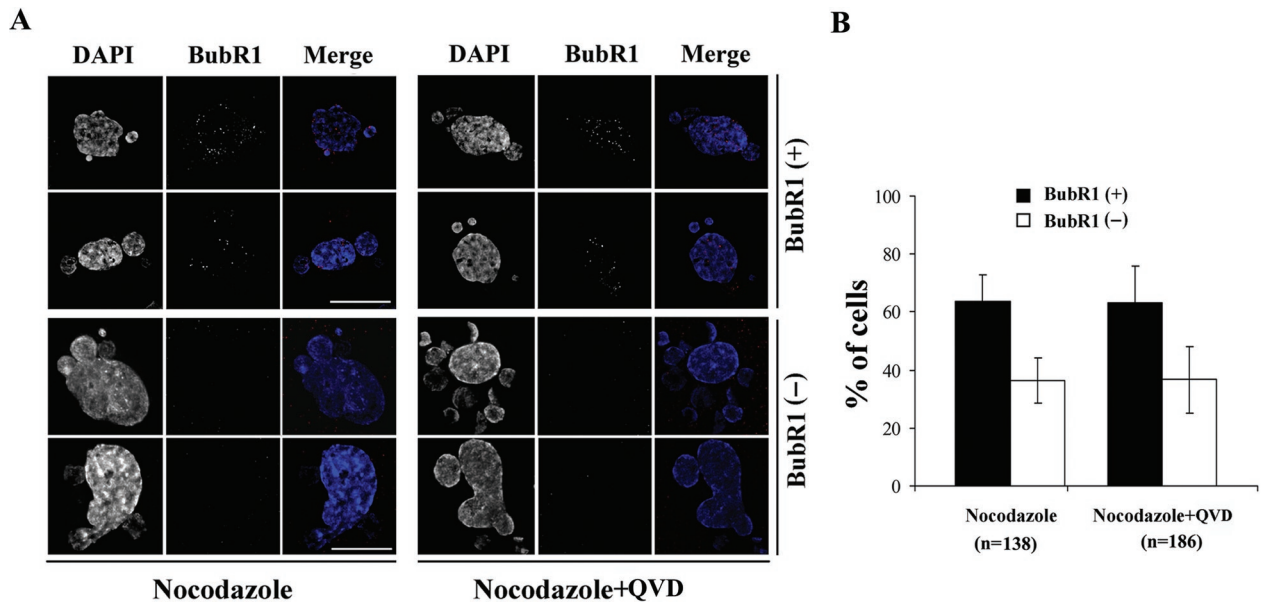 A
DAPI BubR1 Merge
DAPI BubR1 Merge
BubR1 (+)
BubR1 (−)
Nocodazole
Nocodazole+QVD
B
100
80
60
40
20
0
% of cells
BubR1 (+)
BubR1 (−)
Nocodazole
(n=138)
Nocodazole+QVD
(n=186)